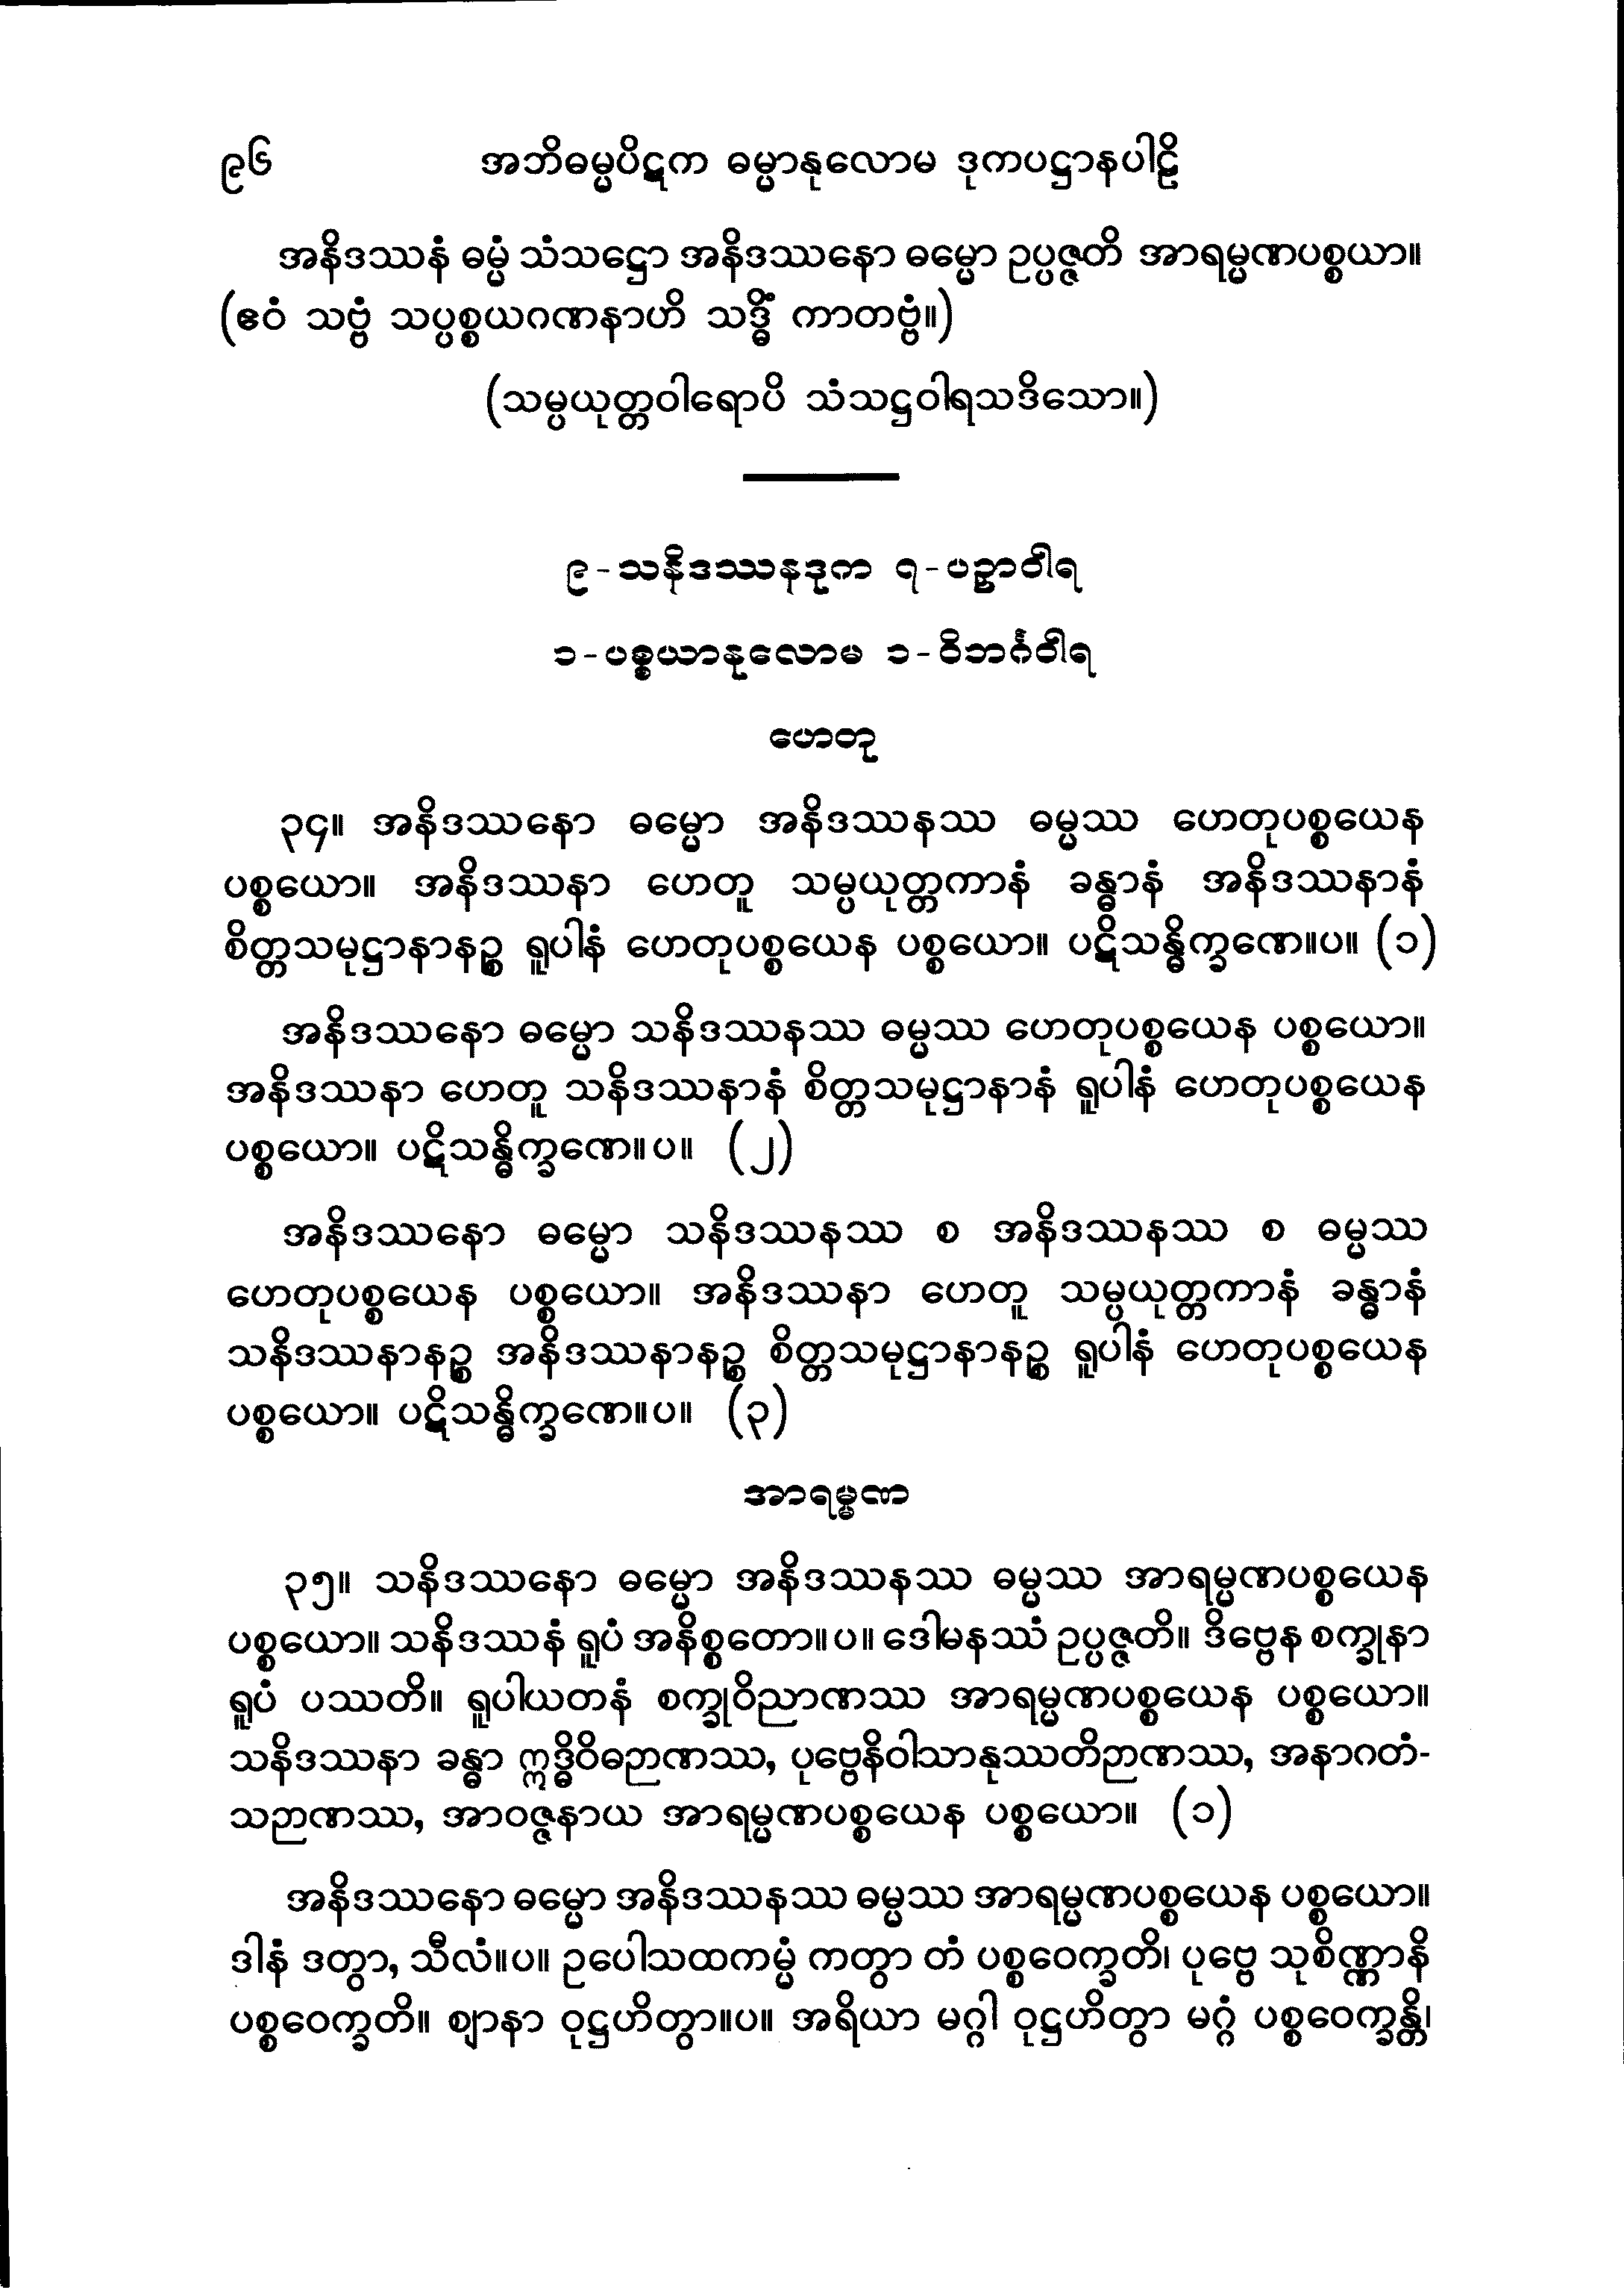 ၉၆ အဘိဓမ္မပိဋက ဓမ္မာနုလောမ ဒုကပဋ္ဌာနပါဠိ
အနိဒဿနံ ဓမ္မံ သံသဋ္ဌော အနိဒဿနော ဓမ္မော ဥပ္ပဇ္ဇတိ အာရမ္မဏပစ္စယာ။
(ဧဝံ သဗ္ဗံ သပ္ပစ္စယဂဏနာဟိ သဒ္ဓိံ ကာတဗ္ဗံ။)
(သမ္ပယုတ္တဝါရောပိ သံသဋ္ဌဝါရသဒိသော။)
၉-သနိဒဿနဒုက ၇-ပဉှာဝါရ
၁-ပစ္စယာနုလောမ ၁-ဝိဘင်္ဂဝါရ
ဟေတု
၃၄။ အနိဒဿနော ဓမ္မော အနိဒဿနဿ ဓမ္မဿ ဟေတုပစ္စယေန
ပစ္စယော။ အနိဒဿနာ ဟေတူ သမ္ပယုတ္တကာနံ ခန္ဓာနံ အနိဒဿနာနံ
စိတ္တသမုဋ္ဌာနာနဉ္စ ရူပါနံ ဟေတုပစ္စယေန ပစ္စယော။ ပဋိသန္ဓိက္ခဏေ။ပ။ (၁)
အနိဒဿနော ဓမ္မော သနိဒဿနဿ ဓမ္မဿ ဟေတုပစ္စယေန ပစ္စယော။
အနိဒဿနာ ဟေတူ သနိဒဿနာနံ စိတ္တသမုဋ္ဌာနာနံ ရူပါနံ ဟေတုပစ္စယေန
ပစ္စယော။ ပဋိသန္ဓိက္ခဏေ။ပ။ (၂)
အနိဒဿနော ဓမ္မော သနိဒဿနဿ စ အနိဒဿနဿ စ ဓမ္မဿ
ဟေတုပစ္စယေန ပစ္စယော။ အနိဒဿနာ ဟေတူ သမ္ပယုတ္တကာနံ ခန္ဓာနံ
သနိဒဿနာနဉ္စ အနိဒဿနာနဉ္စ စိတ္တသမုဋ္ဌာနာနဉ္စ ရူပါနံ ဟေတုပစ္စယေန
ပစ္စယော။ ပဋိသန္ဓိက္ခဏေ။ပ။ (၃)
အာရမ္မဏ
၃၅။ သနိဒဿနော ဓမ္မော အနိဒဿနဿ ဓမ္မဿ အာရမ္မဏပစ္စယေန
ပစ္စယော။ သနိဒဿနံ ရူပံ အနိစ္စတော။ပ။ ဒေါမနဿံ ဥပ္ပဇ္ဇတိ။ ဒိဗ္ဗေန စက္ခုနာ
ရူပံ ပဿတိ။ ရူပါယတနံ စက္ခုဝိညာဏဿ အာရမ္မဏပစ္စယေန ပစ္စယော။
သနိဒဿနာ ခန္ဓာ ဣဒ္ဓိဝိဓဉာဏဿ, ပုဗ္ဗေနိဝါသာနုဿတိဉာဏဿ, အနာဂတံ-
သဉာဏဿ, အာဝဇ္ဇနာယ အာရမ္မဏပစ္စယေန ပစ္စယော။ (၁)
အနိဒဿနော ဓမ္မော အနိဒဿနဿ ဓမ္မဿ အာရမ္မဏပစ္စယေန ပစ္စယော။
ဒါနံ ဒတွာ, သီလံ။ပ။ ဥပေါသထကမ္မံ ကတွာ တံ ပစ္စဝေက္ခတိ၊ ပုဗ္ဗေ သုစိဏ္ဏာနိ
ပစ္စဝေက္ခတိ။ ဈာနာ ဝုဋ္ဌဟိတွာ။ပ။ အရိယာ မဂ္ဂါ ဝုဋ္ဌဟိတွာ မဂ္ဂံ ပစ္စဝေက္ခန္တိ၊